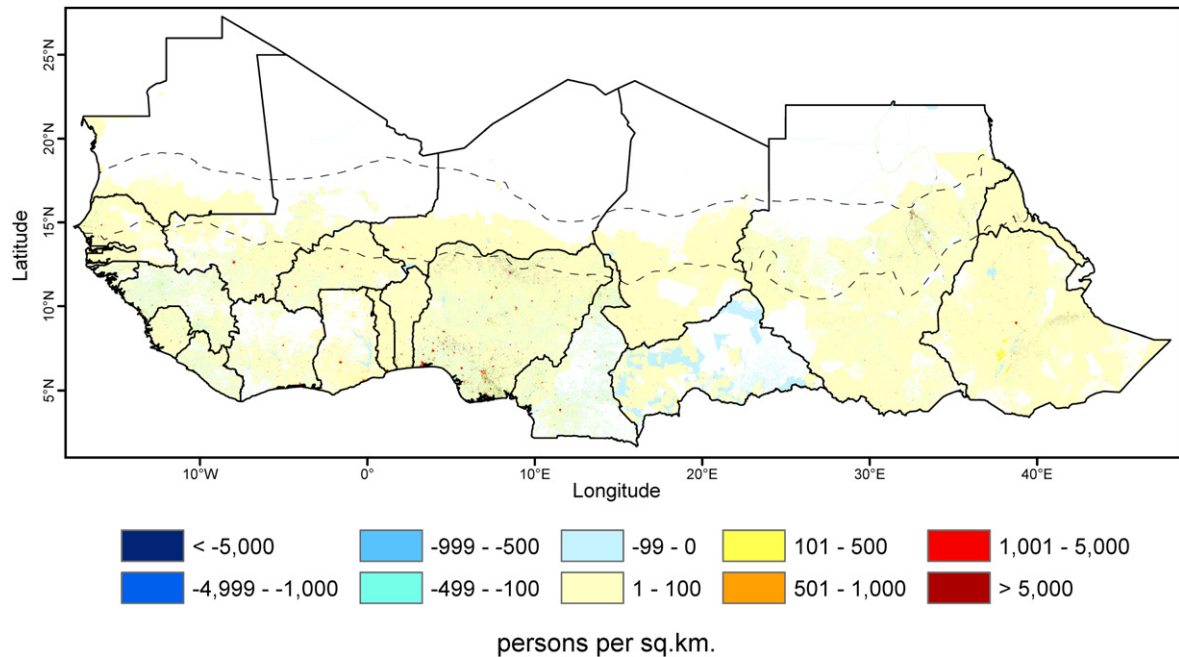 25°N
20°N
15°N
10°N
5°N
Latitude
10°W 0° 10°E 20°E 30°E 40°E
Longitude
< -5,000 -999 - -500 -99 - 0 101 - 500 1,001 - 5,000
-4,999 - -1,000 -499 - -100 1 - 100 501 - 1,000 > 5,000
persons per sq.km.